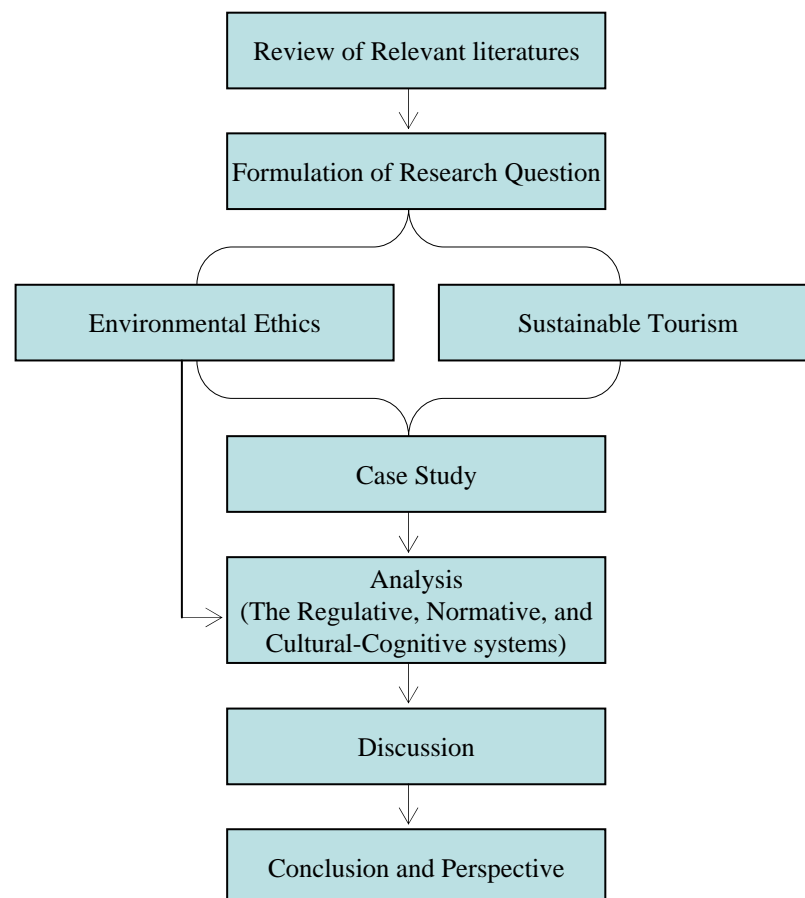 Review of Relevant literatures
Formulation of Research Question
Environmental Ethics
Sustainable Tourism
Case Study
Analysis
(The Regulative, Normative, and
Cultural-Cognitive systems)
Discussion
Conclusion and Perspective